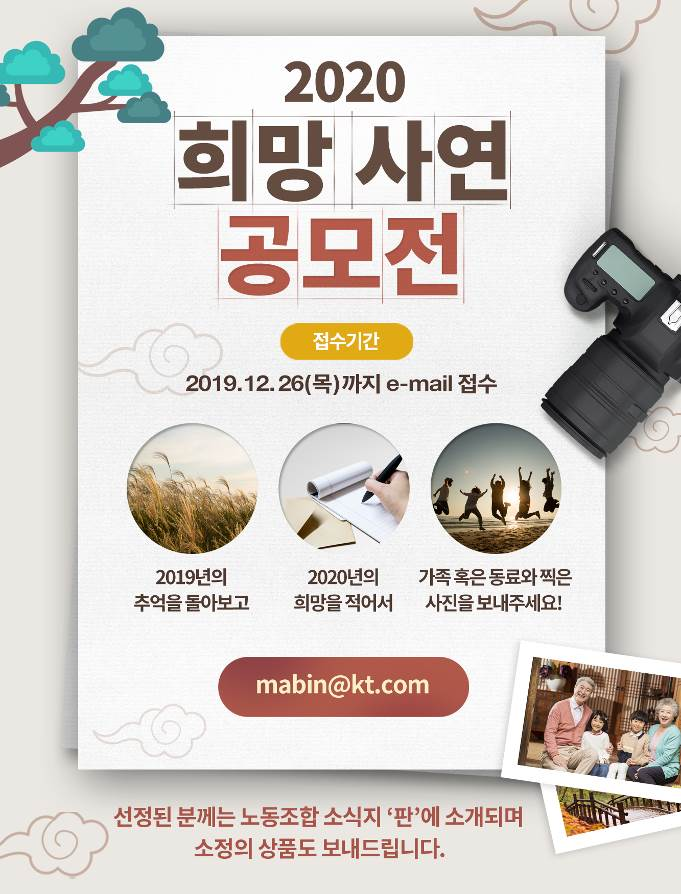 2020
희망 사연
공모전
접수기간
2019.12.26(목)까지 e-mail 접수
2019년의
추억을 돌아보고
2020년의
희망을 적어서
가족 혹은 동료와 찍은
사진을 보내주세요!
mabin@kt.com
선정된 분께는 노동조합 소식지 ‘판’에 소개되며
소정의 상품도 보내드립니다.